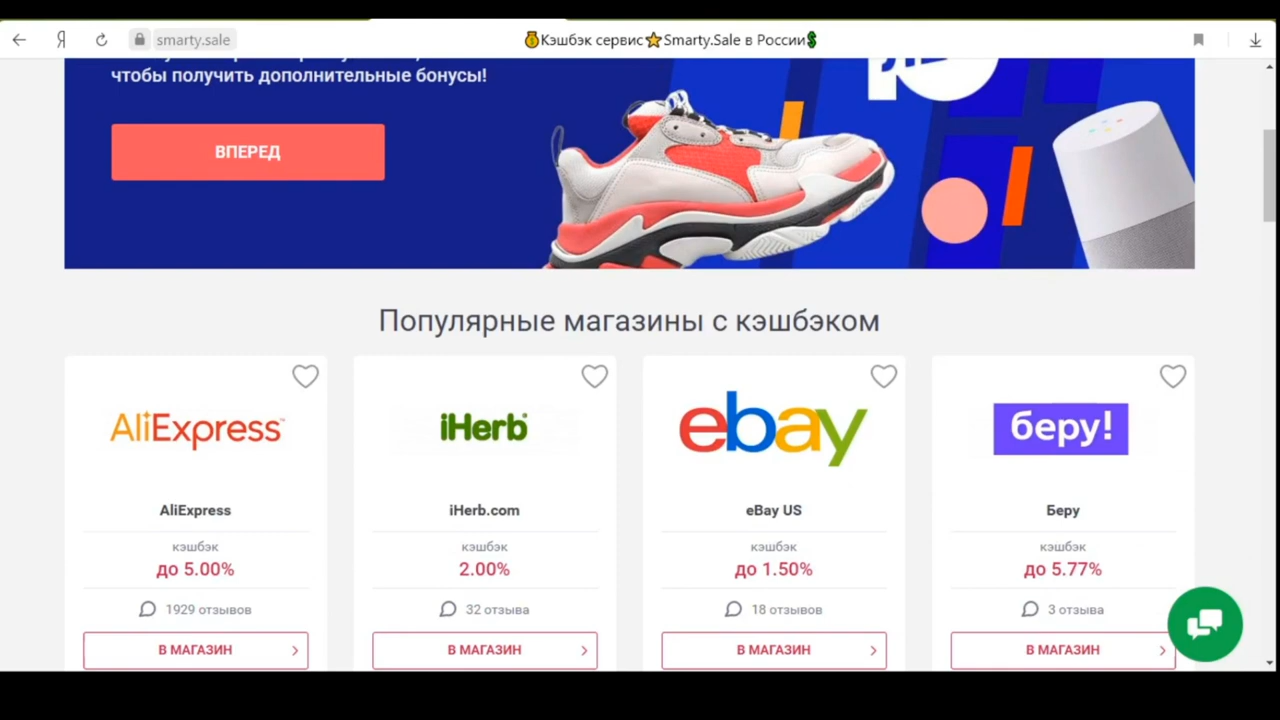 smarty.sale
💰Кэшбэк сервис⭐Smarty.Sale в России💲
чтобы получить дополнительные бонусы!
ВПЕРЕД
Популярные магазины с кэшбэком
AliExpress
iHerb
ebay
беру!
AliExpress
iHerb.com
eBay US
Беру
кэшбэк
кэшбэк
кэшбэк
кэшбэк
до 5.00%
2.00%
до 1.50%
до 5.77%
1929 отзывов
32 отзыва
18 отзывов
3 отзыва
В МАГАЗИН
В МАГАЗИН
В МАГАЗИН
В МАГАЗИН